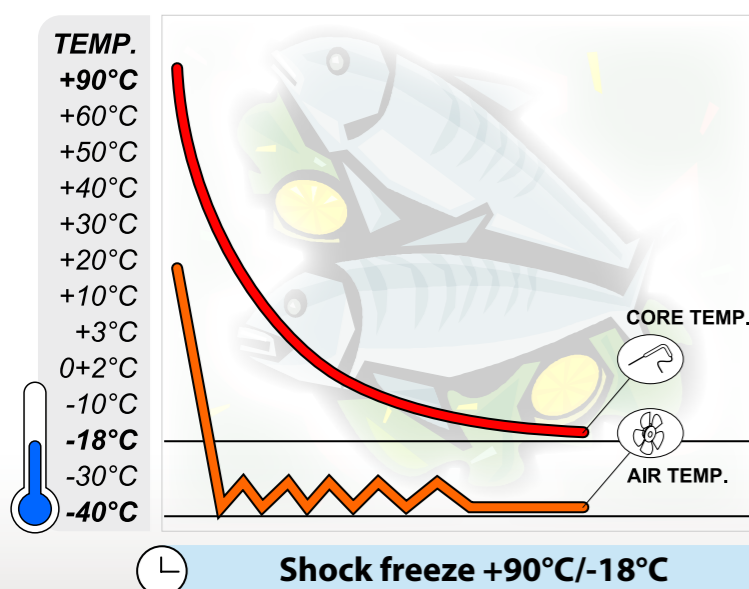 TEMP.
+90°C
+60°C
+50°C
+40°C
+30°C
+20°C
+10°C
+3°C
0+2°C
-10°C
-18°C
-30°C
-40°C
CORE TEMP.
AIR TEMP.
Shock freeze +90°C/-18°C